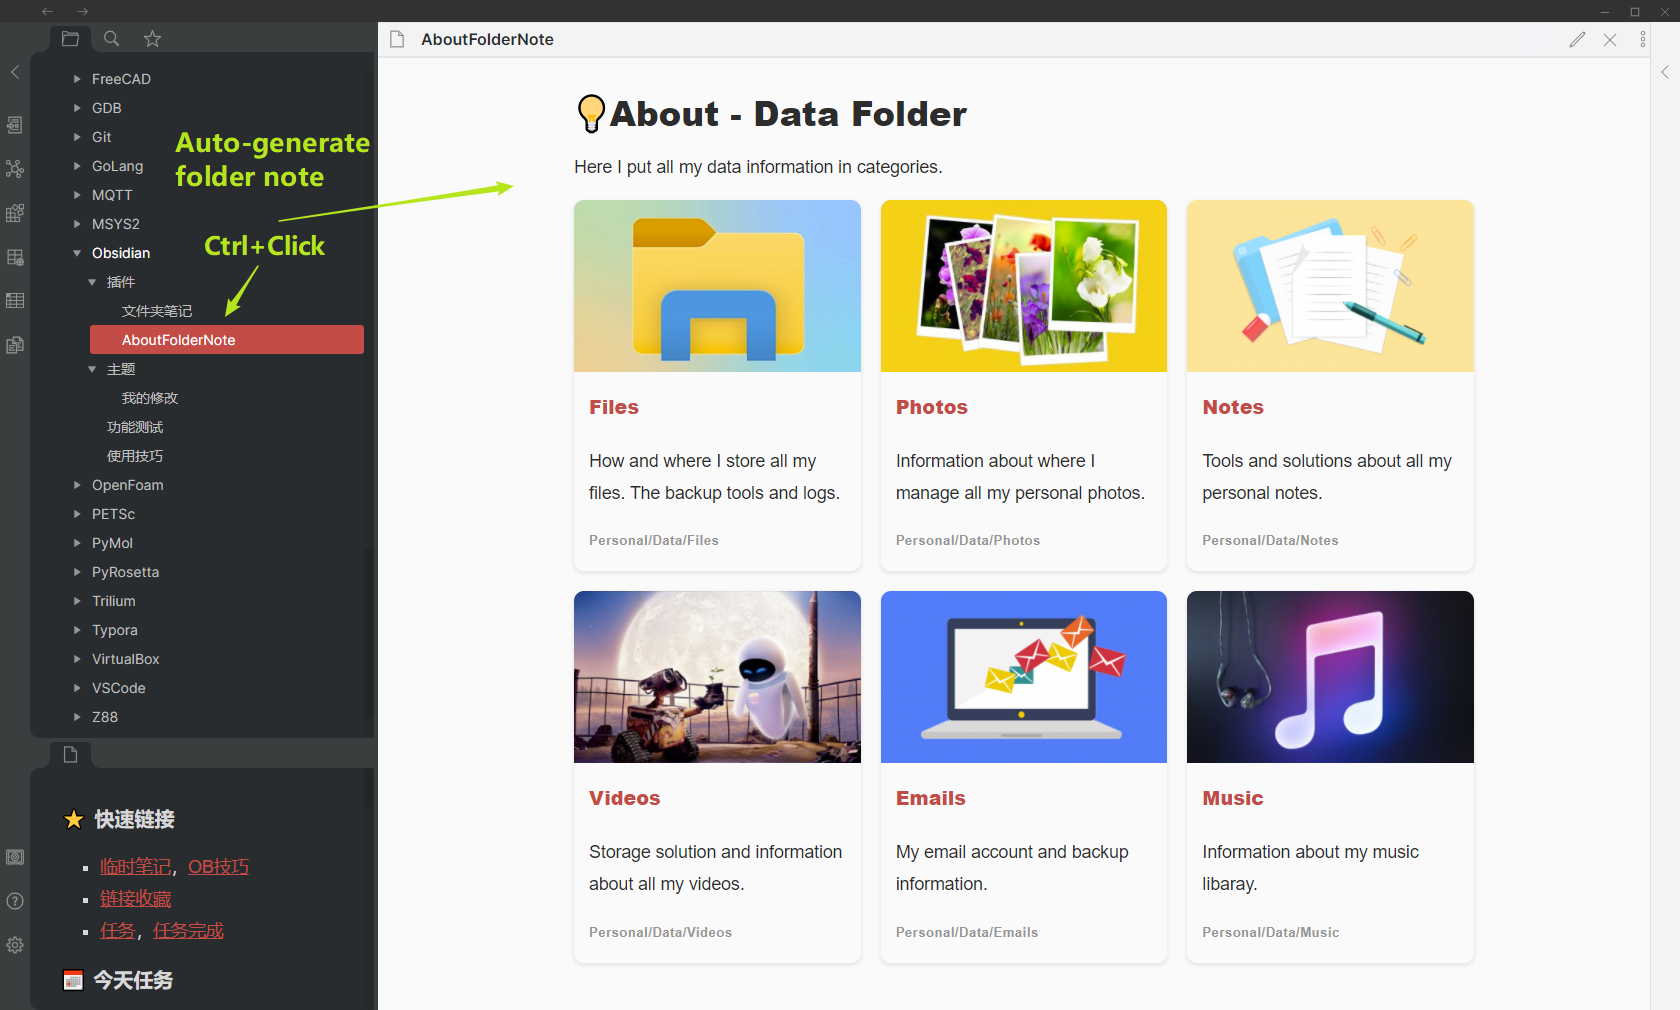 AboutFolderNote
FreeCAD
GDB
Git
GoLang
MQTT
MSYS2
Obsidian
插件
文件夹笔记
AboutFolderNote
主题
我的修改
功能测试
使用技巧
OpenFoam
PETSc
PyMol
PyRosetta
Trilium
Typora
VirtualBox
VSCode
Z88
Auto-generate
folder note
Ctrl+Click
⭐ 快速链接
临时笔记，OB技巧
链接收藏
任务，任务完成
今天任务
💡About - Data Folder
Here I put all my data information in categories.
Files
How and where I store all my
files. The backup tools and logs.
Personal/Data/Files
Photos
Information about where I
manage all my personal photos.
Personal/Data/Photos
Notes
Tools and solutions about all my
personal notes.
Personal/Data/Notes
Videos
Storage solution and information
about all my videos.
Personal/Data/Videos
Emails
My email account and backup
information.
Personal/Data/Emails
Music
Information about my music
libaray.
Personal/Data/Music